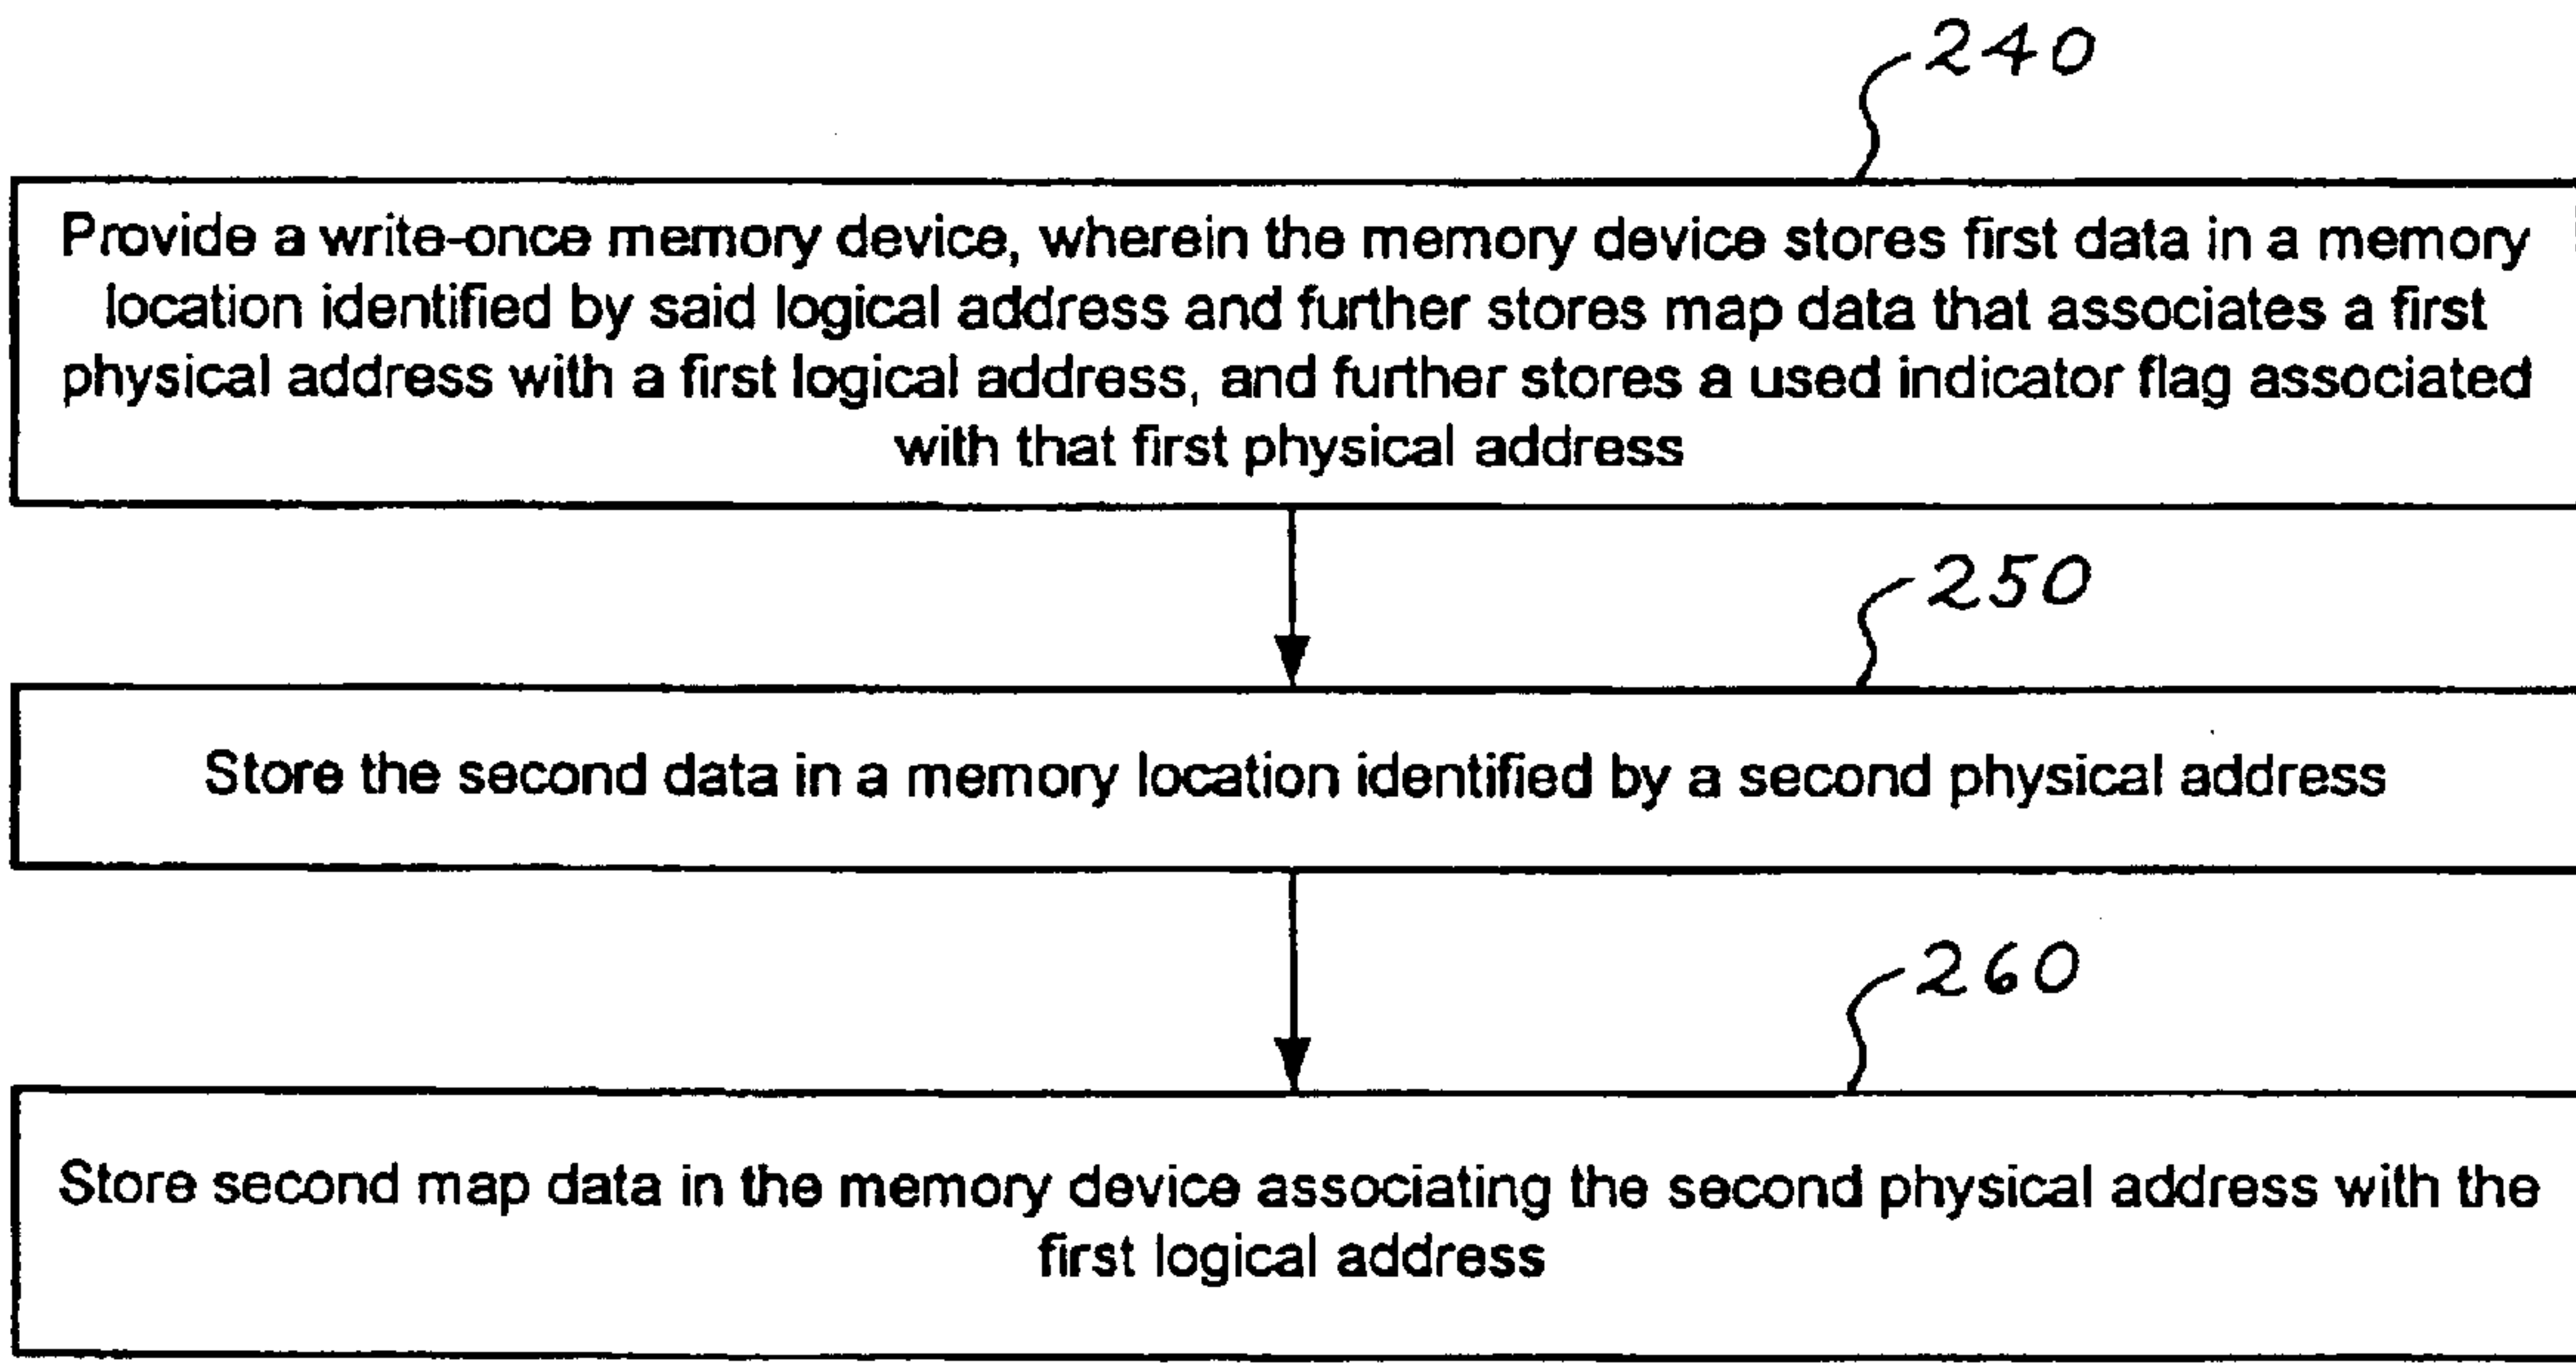 240
Provide a write-once memory device, wherein the memory device stores first data in a memory
location identified by said logical address and further stores map data that associates a first
physical address with a first logical address, and further stores a used indicator flag associated
with that first physical address
250
Store the second data in a memory location identified by a second physical address
260
Store second map data in the memory device associating the second physical address with the
first logical address